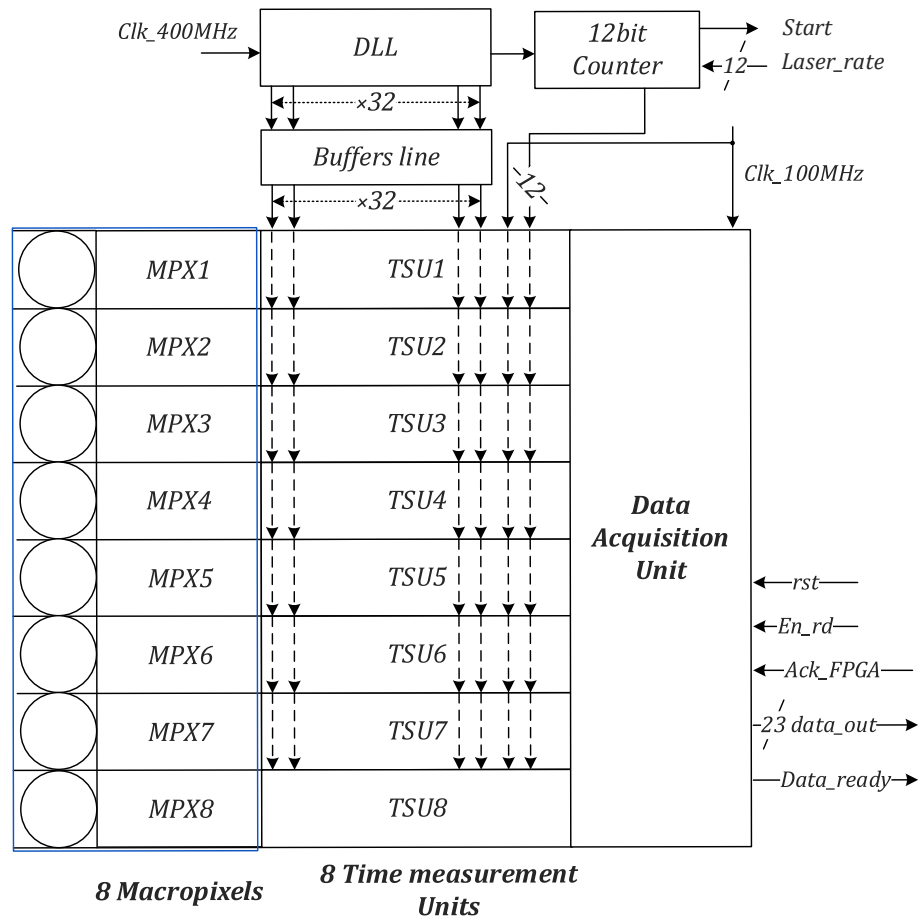 Clk_400MHz
DLL
12bit
Counter
Start
12
Laser_rate
×32
Buffers line
×32
12
Clk_100MHz
MPX1
TSU1
MPX2
TSU2
MPX3
TSU3
MPX4
TSU4
MPX5
TSU5
MPX6
TSU6
MPX7
TSU7
MPX8
TSU8
Data
Acquisition
Unit
rst
En_rd
Ack_FPGA
23 data_out
Data_ready
8 Macropixels
8 Time measurement
Units